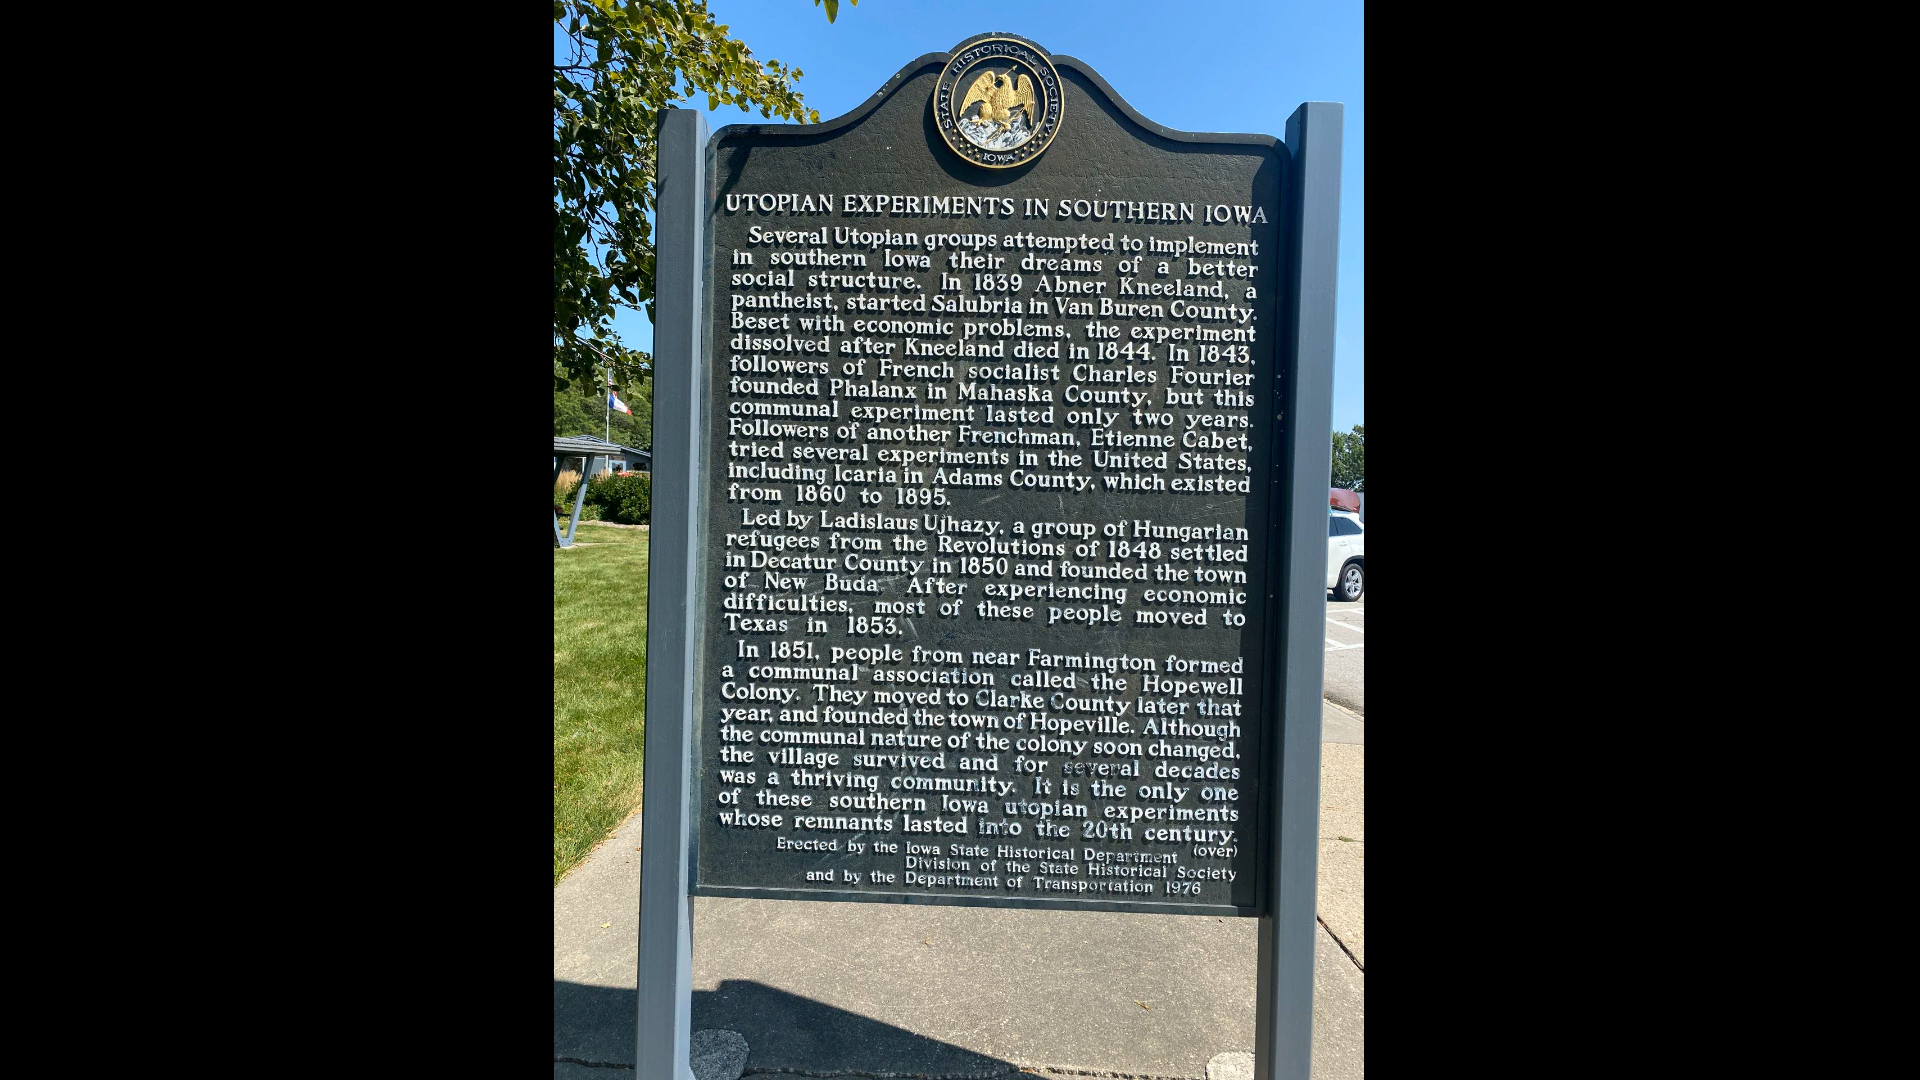 STATE HISTORICAL SOCIETY
IOWA
UTOPIAN EXPERIMENTS IN SOUTHERN IOWA
Several Utopian groups attempted to implement
in southern Iowa their dreams of a better
social structure. In 1839 Abner Kneeland, a
pantheist, started Salubria in Van Buren County.
Beset with economic problems, the experiment
dissolved after Kneeland died in 1844. In 1843,
followers of French socialist Charles Fourier
founded Phalanx in Mahaska County, but this
communal experiment lasted only two years.
Followers of another Frenchman, Etienne Cabet,
tried several experiments in the United States,
including Icaria in Adams County, which existed
from 1860 to 1895.
Led by Ladislaus Ujhazy, a group of Hungarian
refugees from the Revolutions of 1848 settled
in Decatur County in 1850 and founded the town
of New Buda. After experiencing economic
difficulties, most of these people moved to
Texas in 1853.
In 1851, people from near Farmington formed
a communal association called the Hopewell
Colony. They moved to Clarke County later that
year, and founded the town of Hopeville. Although
the communal nature of the colony soon changed,
the village survived and for several decades
was a thriving community. It is the only one
of these southern Iowa utopian experiments
whose remnants lasted into the 20th century.
(over)
Erected by the Iowa State Historical Department
Division of the State Historical Society
and by the Department of Transportation 1976